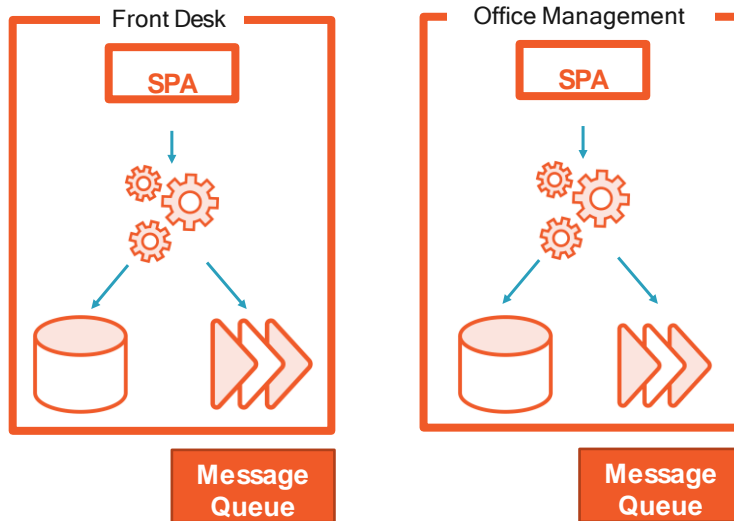 Front Desk
Office Management
SPA
SPA
Message
Queue
Message
Queue